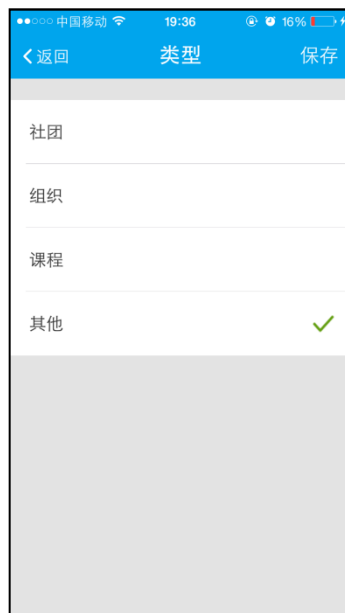 中国移动 19:36 16%
返回 类型 保存
社团
组织
课程
其他